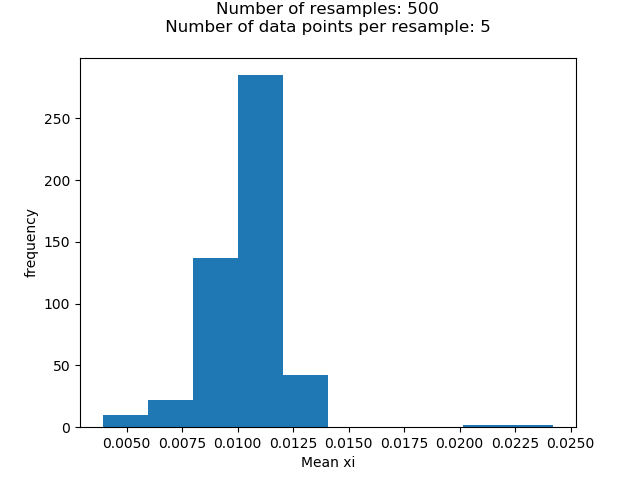 Number of resamples: 500
Number of data points per resample: 5
250
200
150
100
50
0
frequency
0.0050 0.0075 0.0100 0.0125 0.0150 0.0175 0.0200 0.0225 0.0250
Mean xi